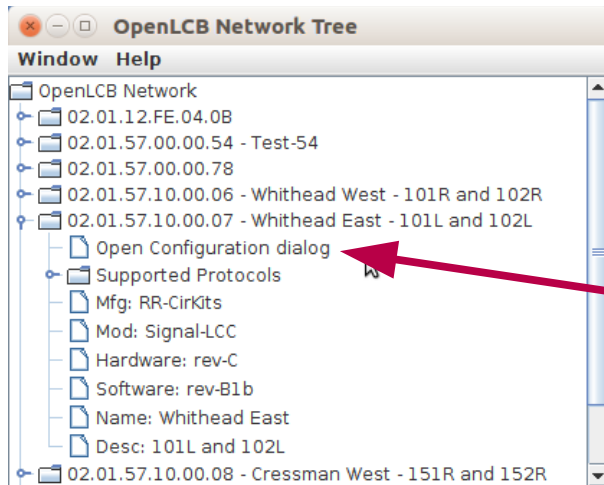 OpenLCB Network Tree
Window Help
OpenLCB Network
02.01.12.FE.04.0B
02.01.57.00.00.54 - Test-54
02.01.57.00.00.78
02.01.57.10.00.06 - Whithead West - 101R and 102R
02.01.57.10.00.07 - Whithead East - 101L and 102L
Open Configuration dialog
Supported Protocols
Mfg: RR-CirKits
Mod: Signal-LCC
Hardware: rev-C
Software: rev-B1b
Name: Whithead East
Desc: 101L and 102L
02.01.57.10.00.08 - Cressman West - 151R and 152R